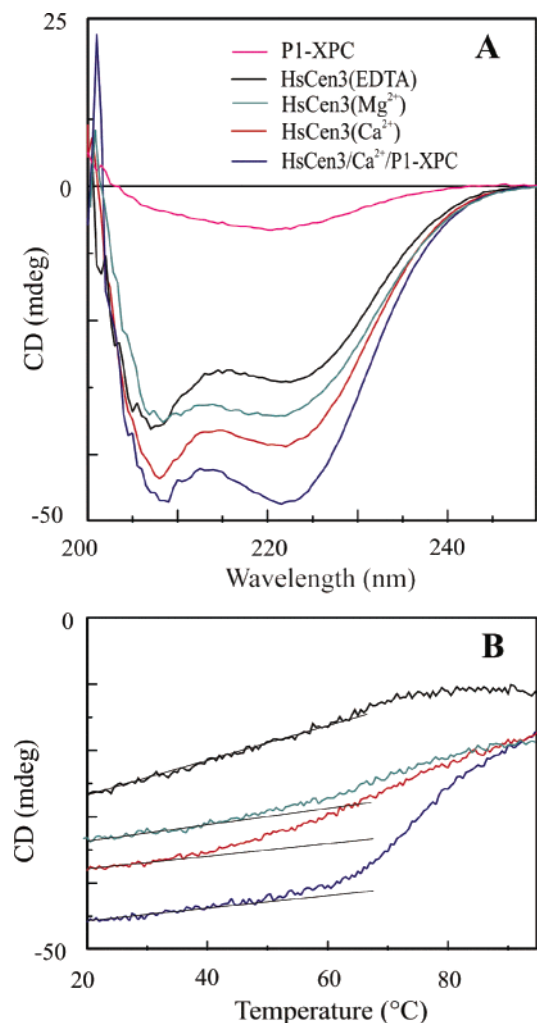 25
A
P1-XPC
HsCen3(EDTA)
HsCen3(Mg²⁺)
HsCen3(Ca²⁺)
HsCen3/Ca²⁺/P1-XPC
0
CD (mdeg)
-50
200 220 240
Wavelength (nm)
0
B
CD (mdeg)
-50
20 40 60 80
Temperature (°C)